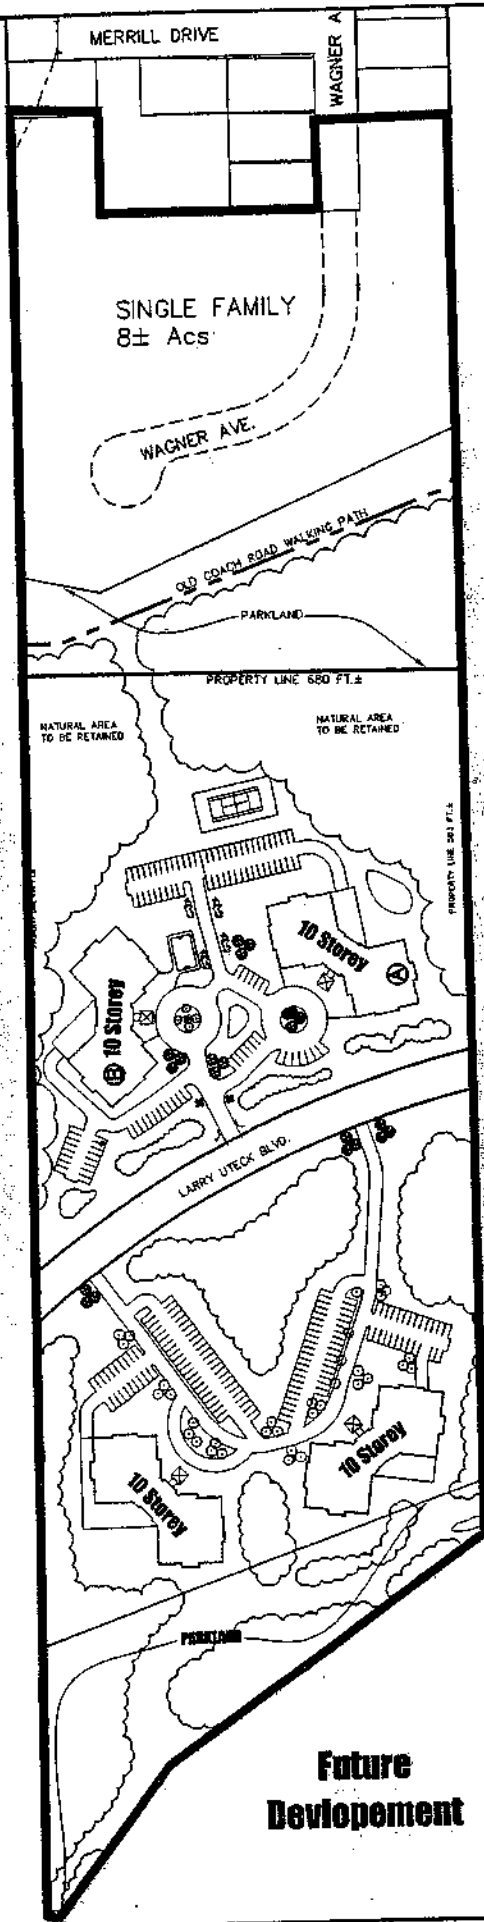 MERRILL DRIVE
WAGNER A
SINGLE FAMILY
8± Acs
WAGNER AVE.
OLD COACH ROAD WALKING PATH
PARKLAND
PROPERTY LINE 680 FT.±
NATURAL AREA
TO BE RETAINED
NATURAL AREA
TO BE RETAINED
10 Storey
A
B 10 Storey
LARRY UTECK BLVD.
10 Storey
10 Storey
PARKLAND
Future
Devlopement